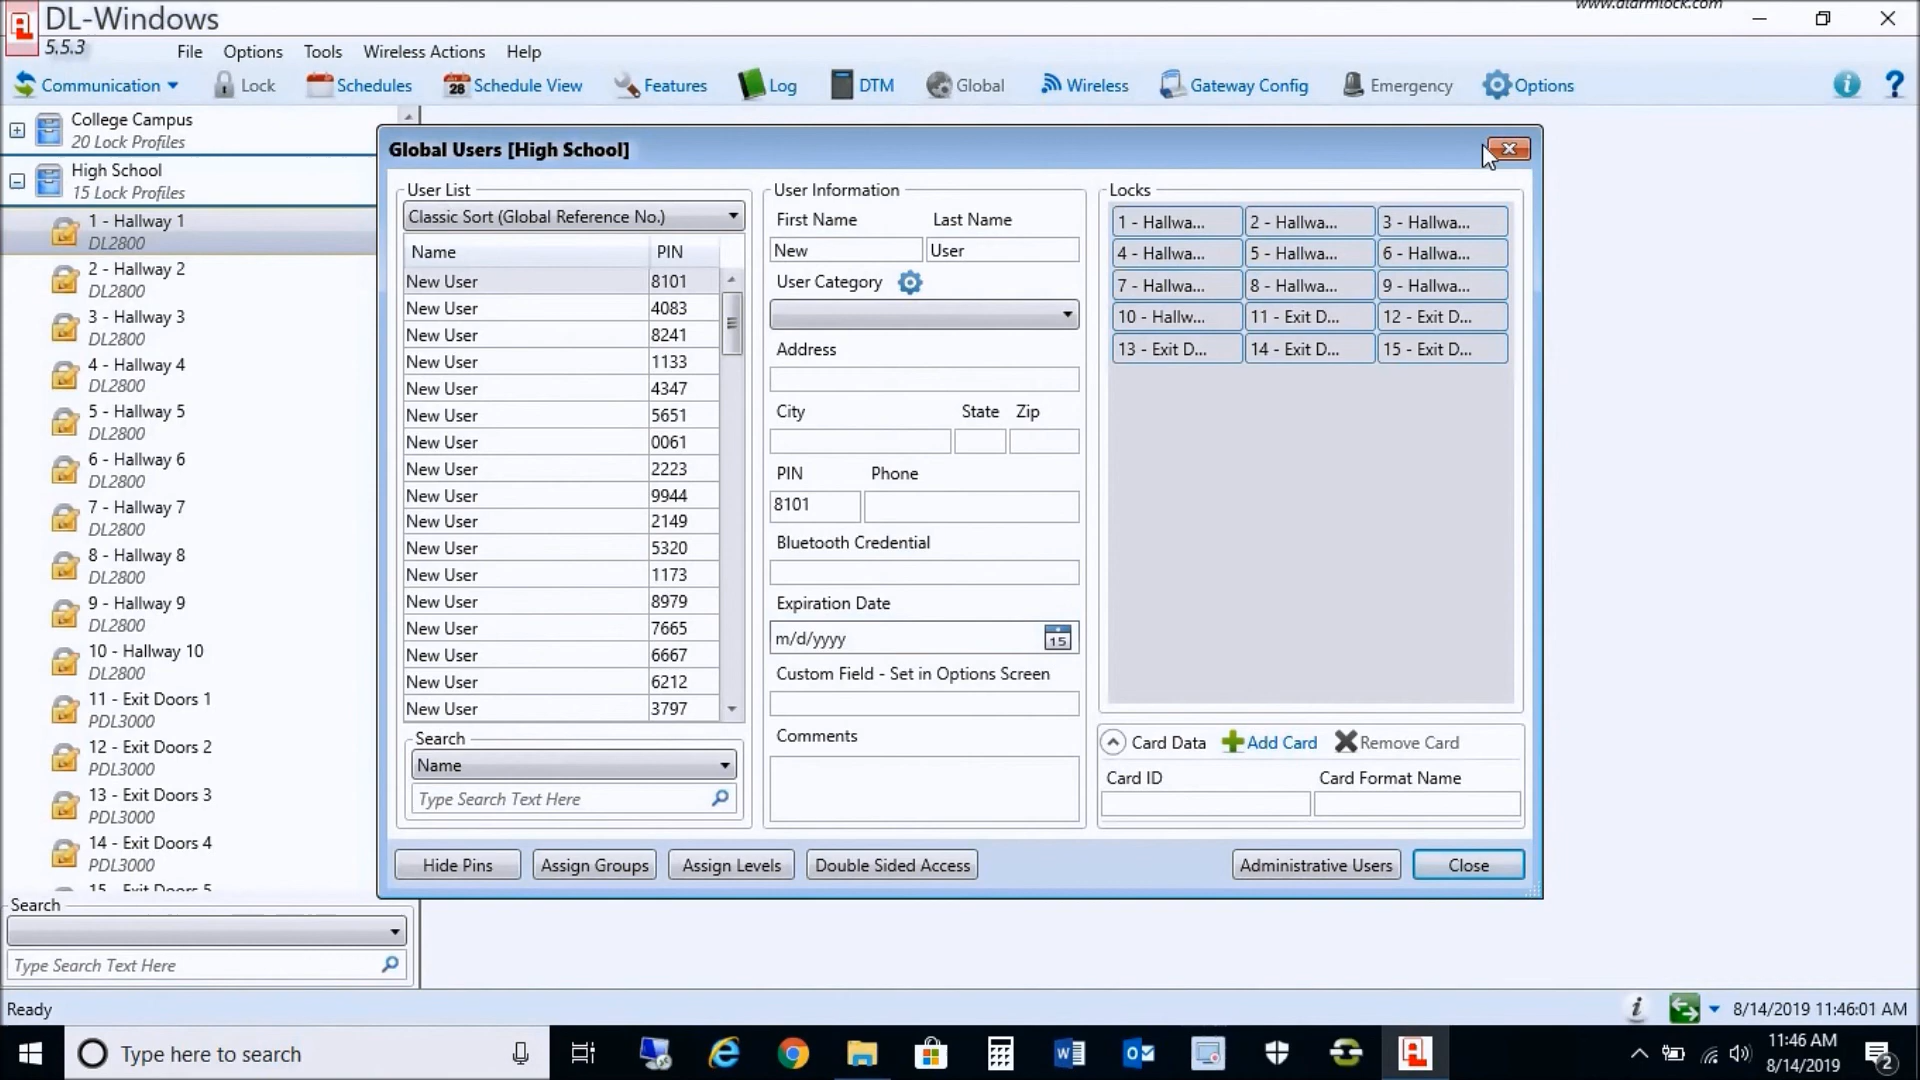 www.alarmlock.com
DL-Windows
5.5.3
File Options Tools Wireless Actions Help
Communication Lock Schedules 28 Schedule View Features Log DTM Global Wireless Gateway Config Emergency Options
College Campus
20 Lock Profiles
High School
15 Lock Profiles
1 - Hallway 1
DL2800
2 - Hallway 2
DL2800
3 - Hallway 3
DL2800
4 - Hallway 4
DL2800
5 - Hallway 5
DL2800
6 - Hallway 6
DL2800
7 - Hallway 7
DL2800
8 - Hallway 8
DL2800
9 - Hallway 9
DL2800
10 - Hallway 10
DL2800
11 - Exit Doors 1
PDL3000
12 - Exit Doors 2
PDL3000
13 - Exit Doors 3
PDL3000
14 - Exit Doors 4
PDL3000
15 - Exit Doors 5
Search
Type Search Text Here
Global Users [High School]
User List
Classic Sort (Global Reference No.)
Name PIN
New User 8101
New User 4083
New User 8241
New User 1133
New User 4347
New User 5651
New User 0061
New User 2223
New User 9944
New User 2149
New User 5320
New User 1173
New User 8979
New User 7665
New User 6667
New User 6212
New User 3797
Search
Name
Type Search Text Here
User Information
First Name Last Name
New User
User Category
Address
City State Zip
PIN Phone
8101
Bluetooth Credential
Expiration Date
m/d/yyyy 15
Custom Field - Set in Options Screen
Comments
Locks
1 - Hallwa... 2 - Hallwa... 3 - Hallwa...
4 - Hallwa... 5 - Hallwa... 6 - Hallwa...
7 - Hallwa... 8 - Hallwa... 9 - Hallwa...
10 - Hallw... 11 - Exit D... 12 - Exit D...
13 - Exit D... 14 - Exit D... 15 - Exit D...
Card Data Add Card Remove Card
Card ID Card Format Name
Hide Pins Assign Groups Assign Levels Double Sided Access Administrative Users Close
Ready
8/14/2019 11:46:01 AM
Type here to search
11:46 AM
8/14/2019
2